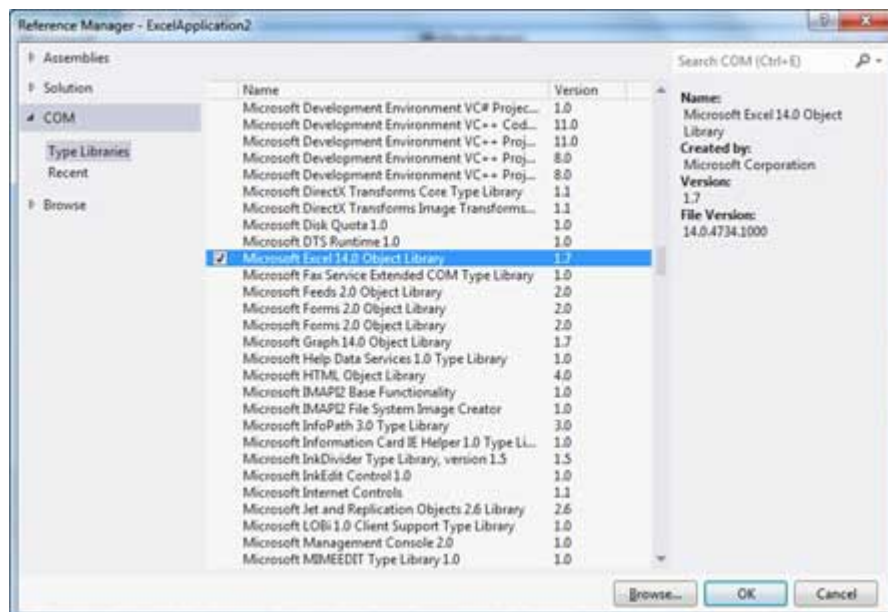 Reference Manager - ExcelApplication2
Assemblies
Solution
COM
Type Libraries
Recent
Browse
Name Version
Microsoft Development Environment VC# Projec... 1.0
Microsoft Development Environment VC++ Cod... 11.0
Microsoft Development Environment VC++ Proj... 11.0
Microsoft Development Environment VC++ Proj... 8.0
Microsoft Development Environment VC++ Proj... 8.0
Microsoft DirectX Transforms Core Type Library 1.1
Microsoft DirectX Transforms Image Transforms... 1.1
Microsoft Disk Quota 1.0 1.0
Microsoft DTS Runtime 1.0 1.0
Microsoft Excel 14.0 Object Library 1.7
Microsoft Fax Service Extended COM Type Library 1.0
Microsoft Feeds 2.0 Object Library 2.0
Microsoft Forms 2.0 Object Library 2.0
Microsoft Forms 2.0 Object Library 2.0
Microsoft Graph 14.0 Object Library 1.7
Microsoft Help Data Services 1.0 Type Library 1.0
Microsoft HTML Object Library 4.0
Microsoft IMAPI2 Base Functionality 1.0
Microsoft IMAPI2 File System Image Creator 1.0
Microsoft InfoPath 3.0 Type Library 3.0
Microsoft Information Card IE Helper 1.0 Type Li... 1.0
Microsoft InkDivider Type Library, version 1.5 1.5
Microsoft InkEdit Control 1.0 1.0
Microsoft Internet Controls 1.1
Microsoft Jet and Replication Objects 2.6 Library 2.6
Microsoft LOBi 1.0 Client Support Type Library 1.0
Microsoft Management Console 2.0 1.0
Microsoft MIMEEDIT Type Library 1.0 1.0
Search COM (Ctrl+E)
Name:
Microsoft Excel 14.0 Object
Library
Created by:
Microsoft Corporation
Version:
1.7
File Version:
14.0.4734.1000
Browse... OK Cancel